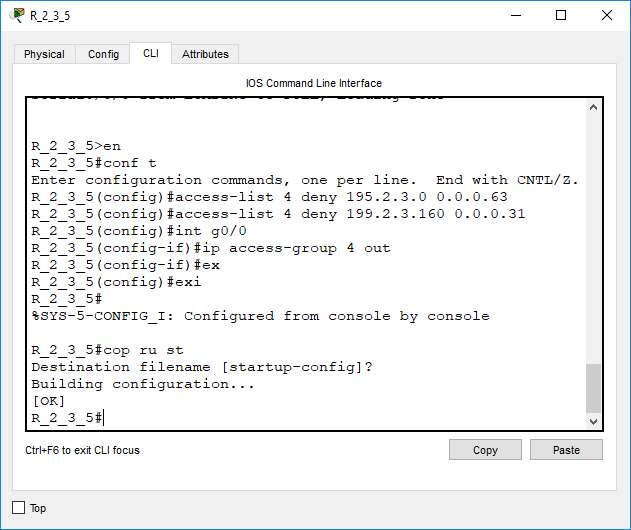 R_2_3_5
Physical Config CLI Attributes
IOS Command Line Interface
R_2_3_5>en
R_2_3_5#conf t
Enter configuration commands, one per line.  End with CNTL/Z.
R_2_3_5(config)#access-list 4 deny 195.2.3.0 0.0.0.63
R_2_3_5(config)#access-list 4 deny 199.2.3.160 0.0.0.31
R_2_3_5(config)#int g0/0
R_2_3_5(config-if)#ip access-group 4 out
R_2_3_5(config-if)#ex
R_2_3_5(config)#exi
R_2_3_5#
%SYS-5-CONFIG_I: Configured from console by console
R_2_3_5#cop ru st
Destination filename [startup-config]?
Building configuration...
[OK]
R_2_3_5#
Ctrl+F6 to exit CLI focus
Copy Paste
Top